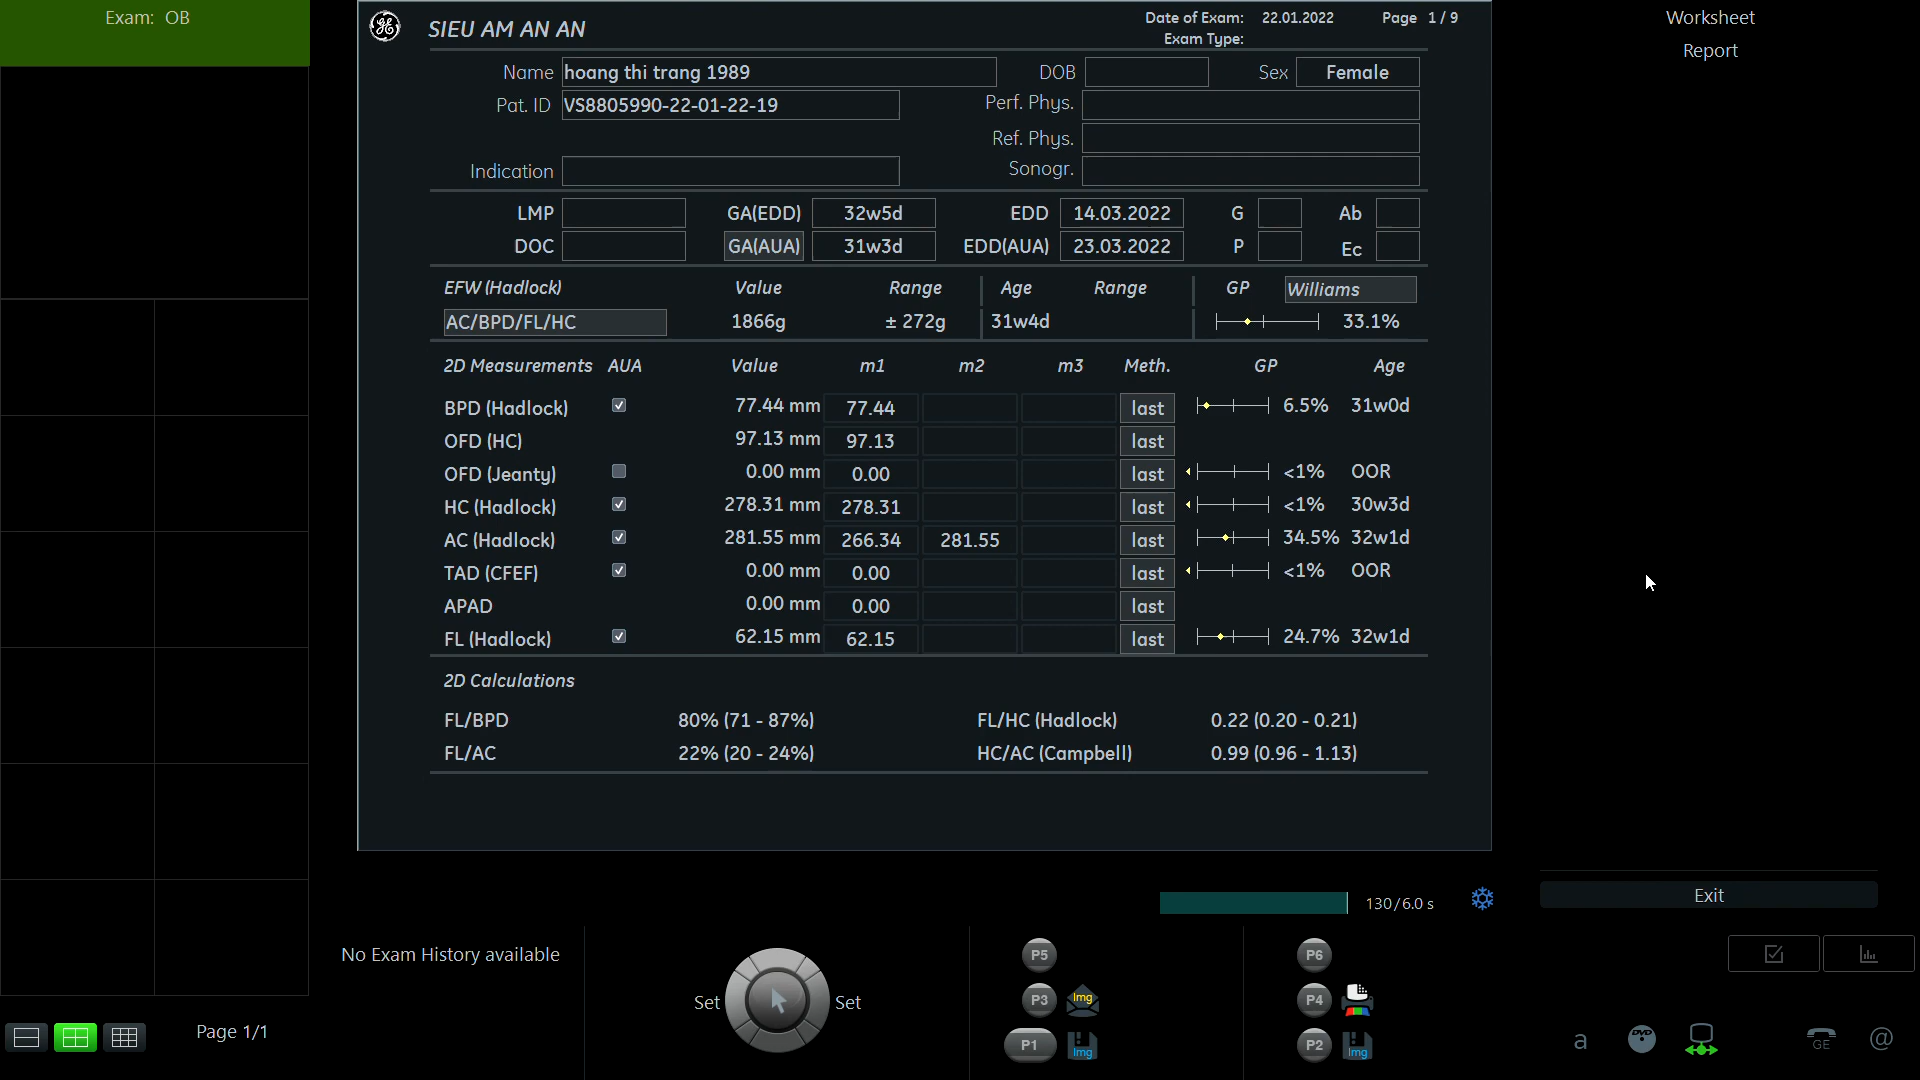 Exam: OB
SIEU AM AN AN
Date of Exam: 22.01.2022 Page 1 / 9
Exam Type:
Name hoang thi trang 1989 DOB Sex Female
Pat. ID VS8805990-22-01-22-19 Perf. Phys.
Ref. Phys.
Indication Sonogr.
LMP GA(EDD) 32w5d EDD 14.03.2022 G Ab
DOC GA(AUA) 31w3d EDD(AUA) 23.03.2022 P Ec
EFW (Hadlock) Value Range Age Range GP Williams
AC/BPD/FL/HC 1866g ± 272g 31w4d 33.1%
2D Measurements AUA Value m1 m2 m3 Meth. GP Age
BPD (Hadlock) 77.44 mm 77.44 last 6.5% 31w0d
OFD (HC) 97.13 mm 97.13 last
OFD (Jeanty) 0.00 mm 0.00 last <1% OOR
HC (Hadlock) 278.31 mm 278.31 last <1% 30w3d
AC (Hadlock) 281.55 mm 266.34 281.55 last 34.5% 32w1d
TAD (CFEF) 0.00 mm 0.00 last <1% OOR
APAD 0.00 mm 0.00 last
FL (Hadlock) 62.15 mm 62.15 last 24.7% 32w1d
2D Calculations
FL/BPD 80% (71 - 87%) FL/HC (Hadlock) 0.22 (0.20 - 0.21)
FL/AC 22% (20 - 24%) HC/AC (Campbell) 0.99 (0.96 - 1.13)
Worksheet
Report
130/6.0 s
Exit
No Exam History available
Set Set
P5
P3 Img
P1 Img
P6
P4
P2 Img
Page 1/1
a DVD GE @